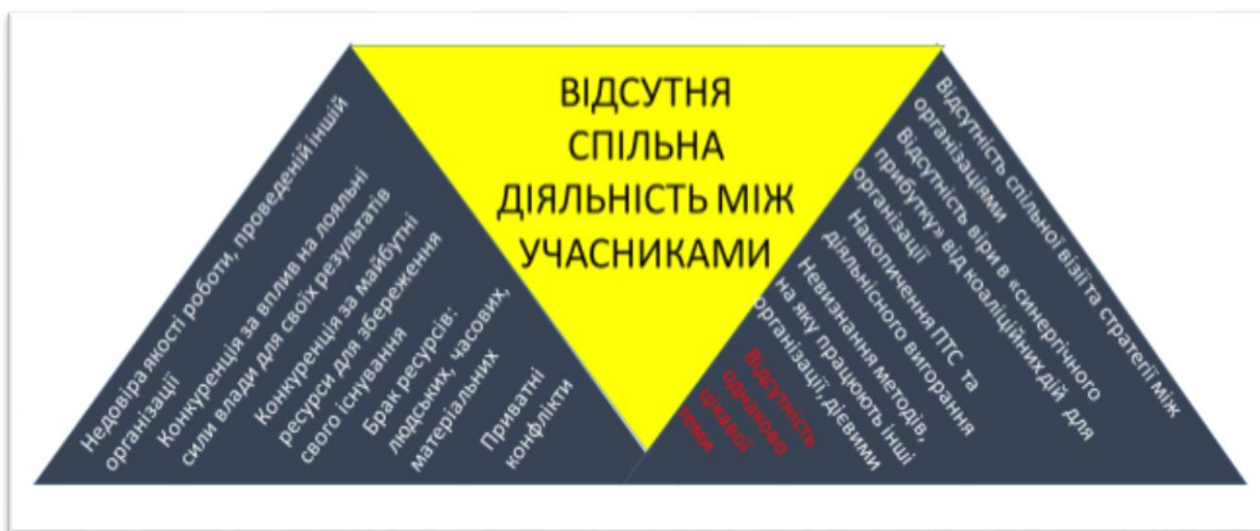 ВІДСУТНЯ
СПІЛЬНА
ДІЯЛЬНІСТЬ МІЖ
УЧАСНИКАМИ
Недовіра якості роботи, проведеній іншій
організації
Конкуренція за вплив на лояльні
сили влади для своїх результатів
Конкуренція за майбутні
ресурси для збереження
свого існування
Брак ресурсів:
людських, часових,
матеріальних
Приватні
конфлікти
Відсутність спільної візії та стратегії між
організаціями
Відсутність віри в «синергічного
прибутку» від коаліційних дій для
організації
Накопичення ПТС та
діяльнісного вигорання
Невизнання методів,
на яку працюють інші
організації, дієвими
Відсутність
однаково
цікавої
теми